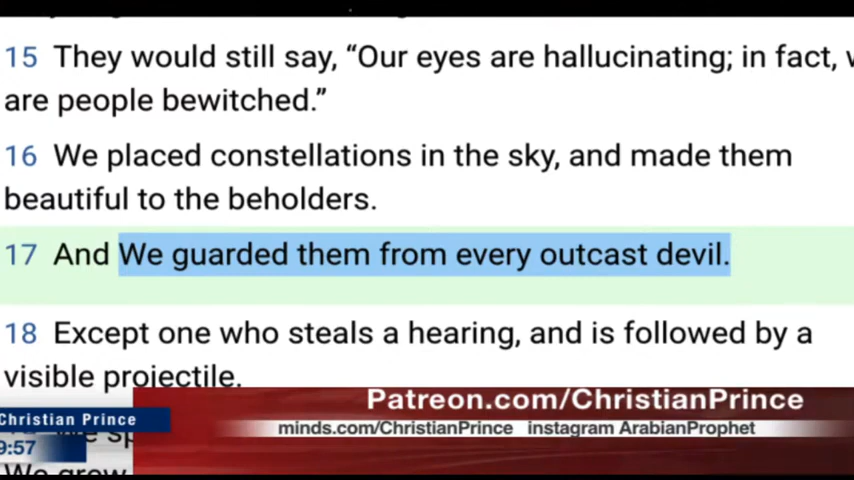 15 They would still say, “Our eyes are hallucinating; in fact,
are people bewitched.”
16 We placed constellations in the sky, and made them
beautiful to the beholders.
17 And We guarded them from every outcast devil.
18 Except one who steals a hearing, and is followed by a
visible projectile.
Patreon.com/ChristianPrince
Christian Prince
minds.com/ChristianPrince instagram ArabianProphet
9:57
We